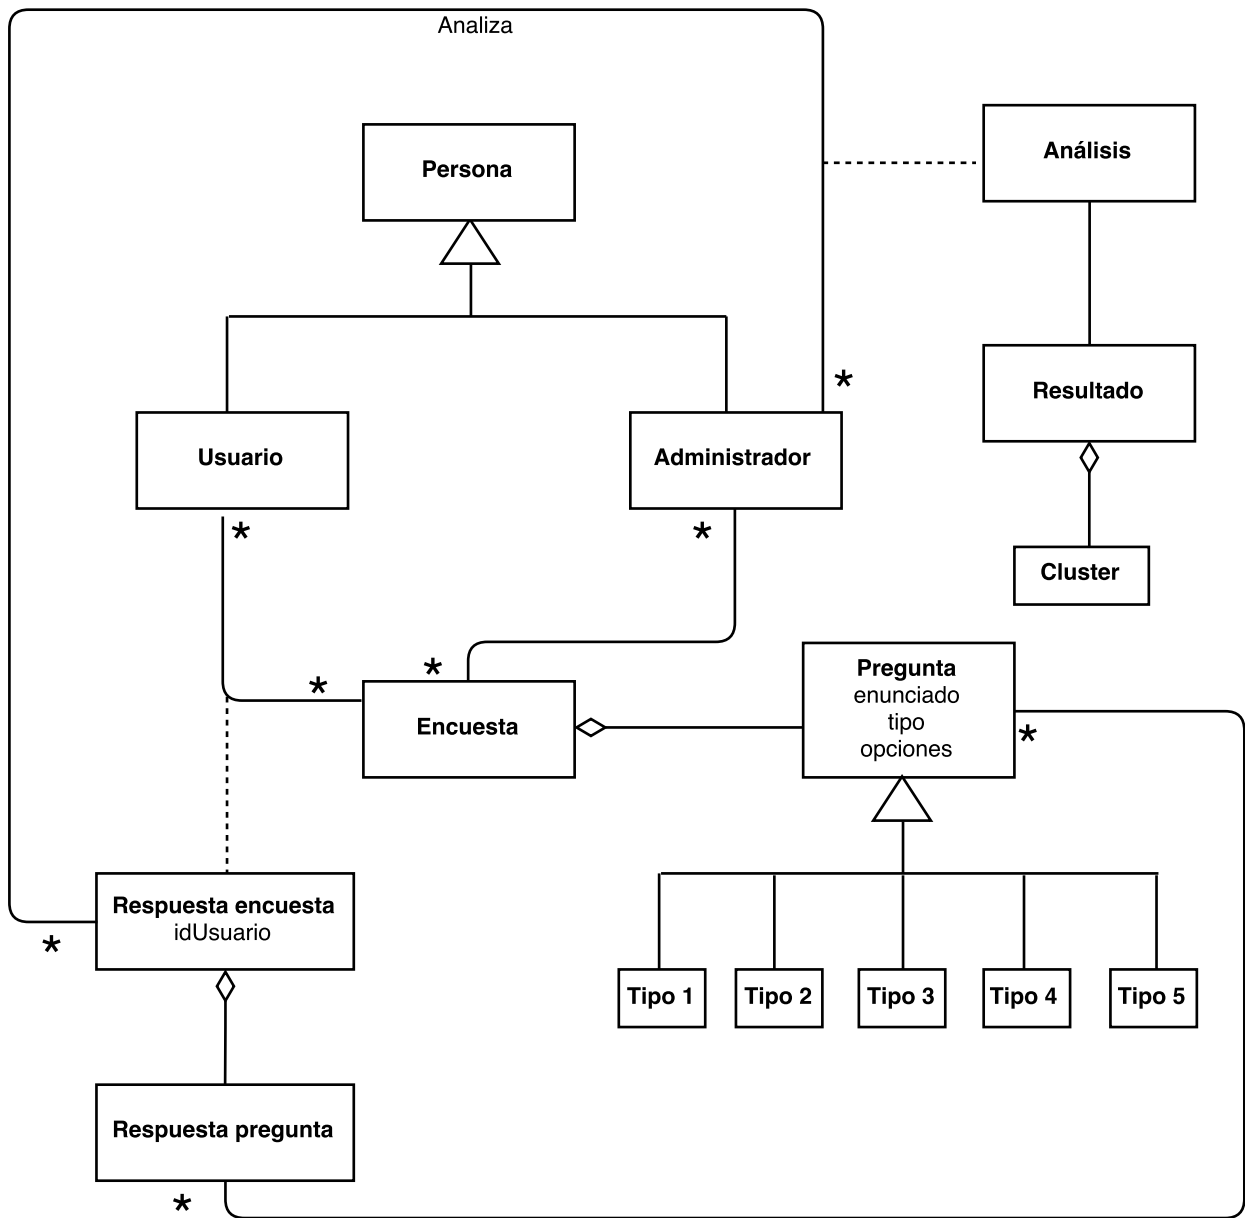 Analiza
Persona
Análisis
*
Resultado
Usuario
Administrador
*
*
Cluster
*
*
Pregunta
enunciado
tipo
opciones
*
Encuesta
Respuesta encuesta
idUsuario
*
Tipo 1
Tipo 2
Tipo 3
Tipo 4
Tipo 5
Respuesta pregunta
*